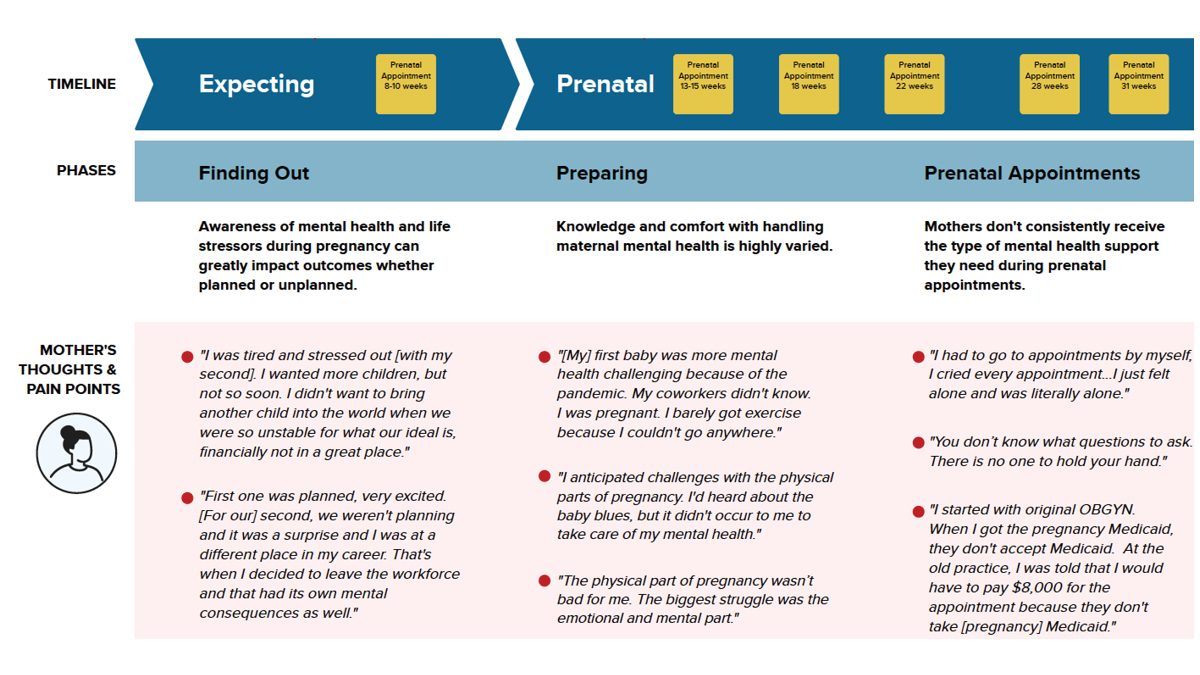 TIMELINE
Expecting
Prenatal
Appointment
8-10 weeks
Prenatal
Prenatal
Appointment
13-15 weeks
Prenatal
Appointment
18 weeks
Prenatal
Appointment
22 weeks
Prenatal
Appointment
28 weeks
Prenatal
Appointment
31 weeks
PHASES
Finding Out
Preparing
Prenatal Appointments
Awareness of mental health and life
stressors during pregnancy can
greatly impact outcomes whether
planned or unplanned.
Knowledge and comfort with handling
maternal mental health is highly varied.
Mothers don't consistently receive
the type of mental health support
they need during prenatal
appointments.
MOTHER'S
THOUGHTS &
PAIN POINTS
"I was tired and stressed out [with my
second]. I wanted more children, but
not so soon. I didn't want to bring
another child into the world when we
were so unstable for what our ideal is,
financially not in a great place."
"First one was planned, very excited.
[For our] second, we weren't planning
and it was a surprise and I was at a
different place in my career. That's
when I decided to leave the workforce
and that had its own mental
consequences as well."
"[My] first baby was more mental
health challenging because of the
pandemic. My coworkers didn't know.
I was pregnant. I barely got exercise
because I couldn't go anywhere."
"I anticipated challenges with the physical
parts of pregnancy. I'd heard about the
baby blues, but it didn't occur to me to
take care of my mental health."
"The physical part of pregnancy wasn’t
bad for me. The biggest struggle was the
emotional and mental part."
"I had to go to appointments by myself,
I cried every appointment...I just felt
alone and was literally alone."
"You don’t know what questions to ask.
There is no one to hold your hand."
"I started with original OBGYN.
When I got the pregnancy Medicaid,
they don't accept Medicaid. At the
old practice, I was told that I would
have to pay $8,000 for the
appointment because they don't
take [pregnancy] Medicaid."